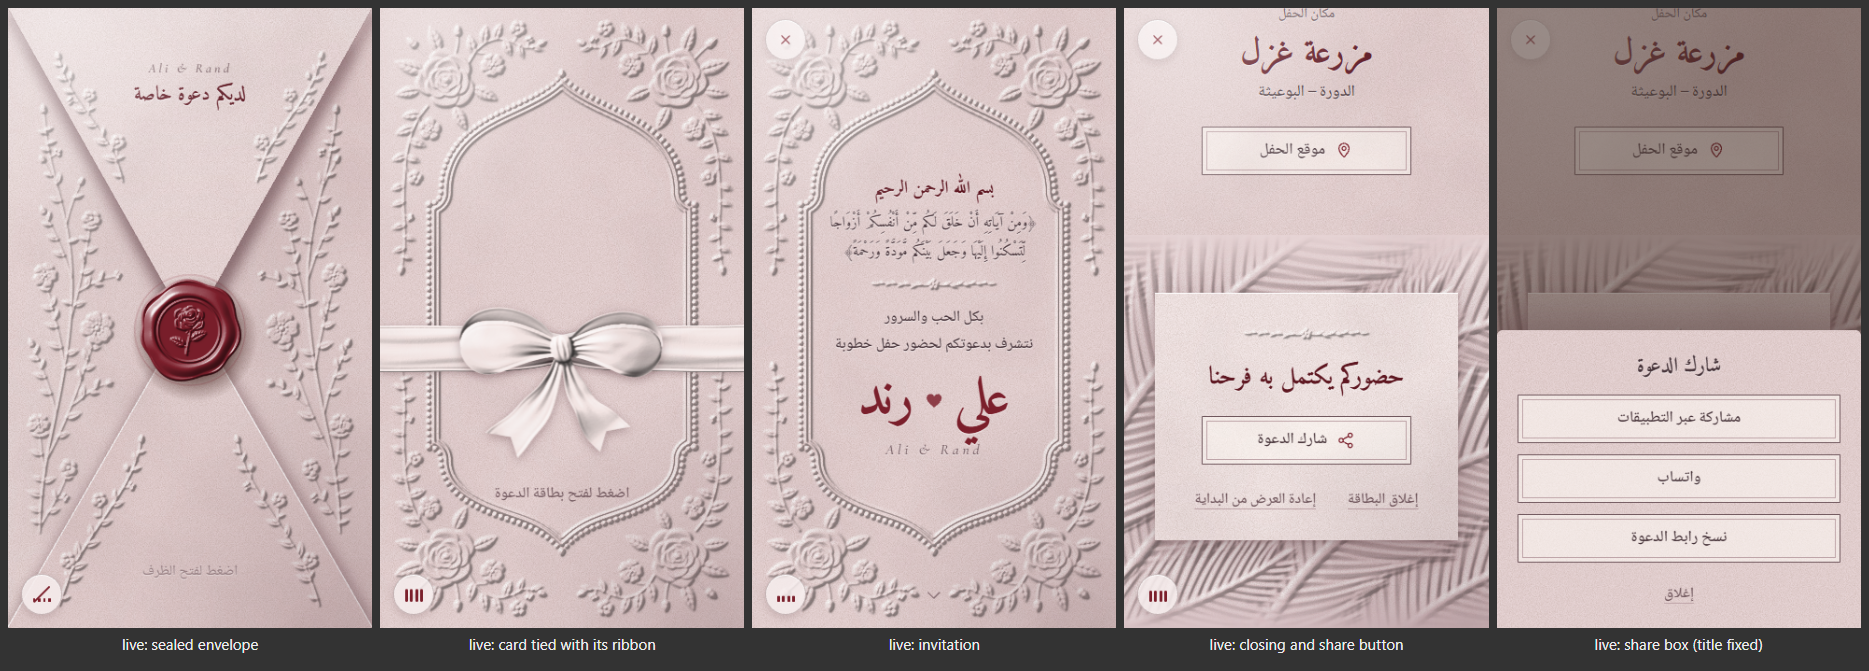 Ali & Rand
لديكم دعوة خاصة
اضغط لفتح الظرف
live: sealed envelope
اضغط لفتح بطاقة الدعوة
live: card tied with its ribbon
بسم الله الرحمن الرحيم
﴿وَمِنْ آيَاتِهِ أَنْ خَلَقَ لَكُم مِّنْ أَنفُسِكُمْ أَزْوَاجًا
لِّتَسْكُنُوا إِلَيْهَا وَجَعَلَ بَيْنَكُم مَّوَدَّةً وَرَحْمَةً﴾
بكل الحب والسرور
نتشرف بدعوتكم لحضور حفل خطوبة
علي ♥ رند
Ali & Rand
live: invitation
مكان الحفل
مزرعة غزل
الدورة – البوعيثة
موقع الحفل
حضوركم يكتمل به فرحنا
شارك الدعوة
إغلاق البطاقة
إعادة العرض من البداية
live: closing and share button
مكان الحفل
مزرعة غزل
الدورة – البوعيثة
موقع الحفل
شارك الدعوة
مشاركة عبر التطبيقات
واتساب
نسخ رابط الدعوة
إغلاق
live: share box (title fixed)